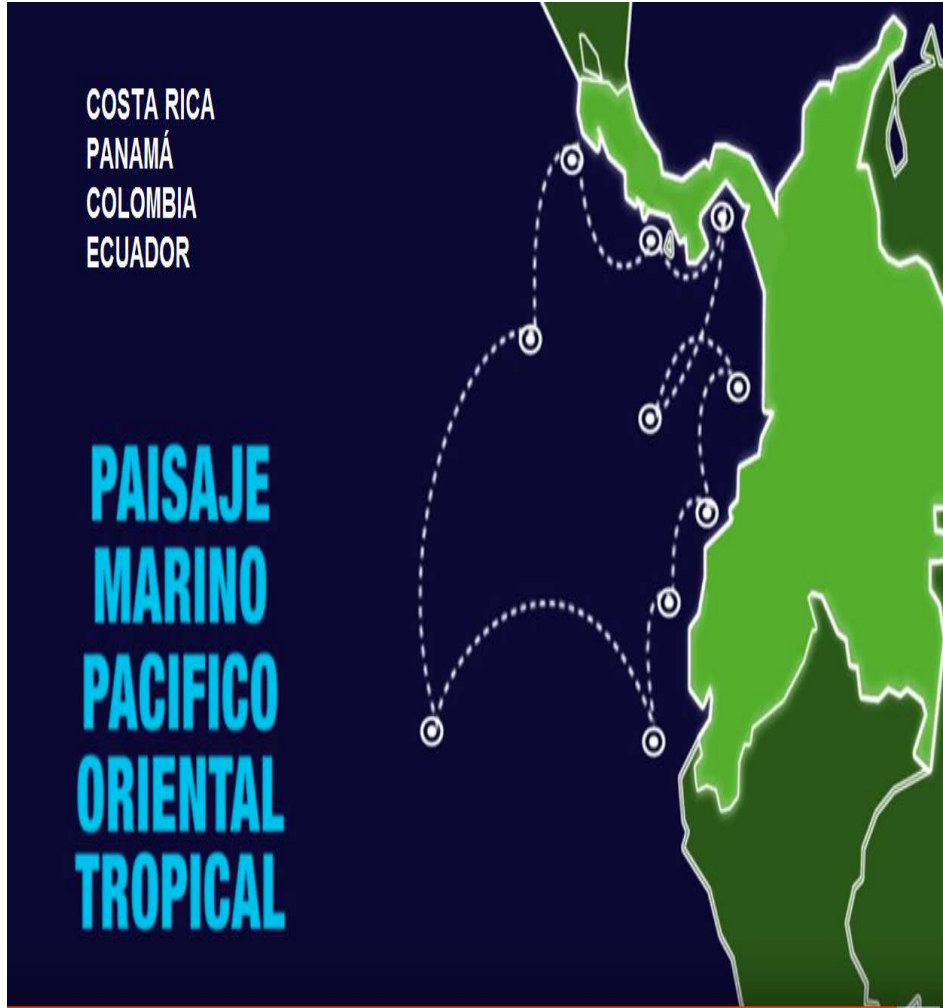 COSTA RICA
PANAMÁ
COLOMBIA
ECUADOR
PAISAJE
MARINO
PACIFICO
ORIENTAL
TROPICAL